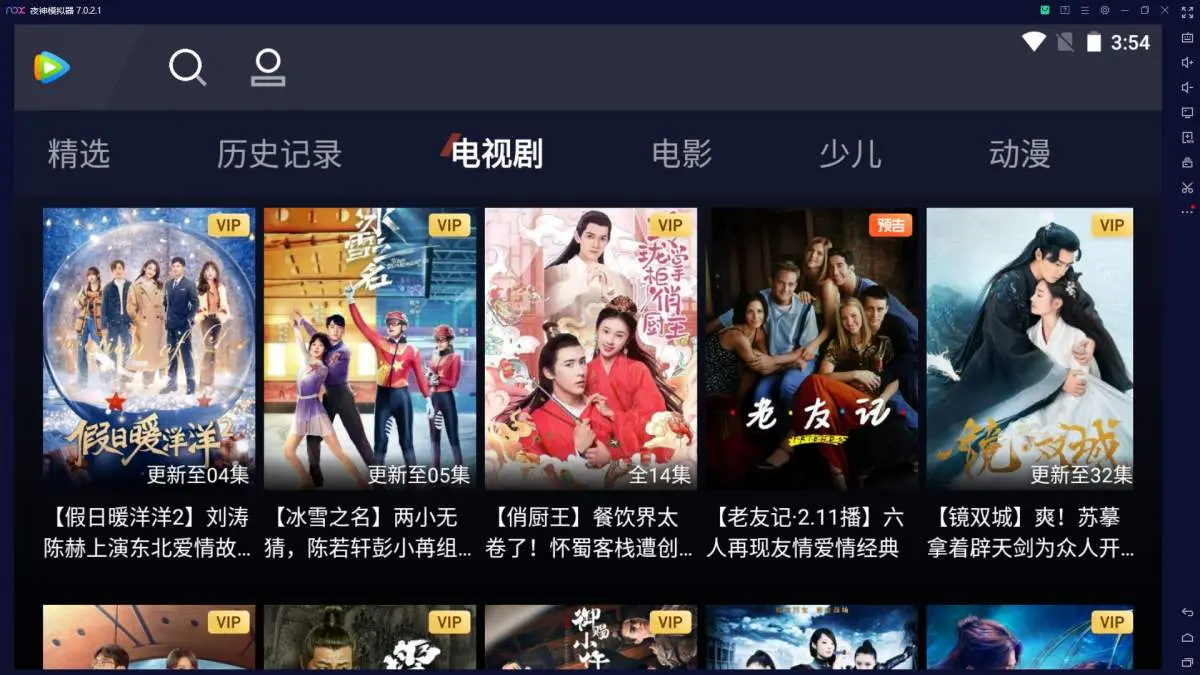 nox 夜神模拟器 7.0.2.1
3:54
精选 历史记录 电视剧 电影 少儿 动漫
VIP VIP VIP 预告 VIP
冰雪之名
珑掌柜俏厨王
老友记
FRIENDS
假日暖洋洋2
镜·双城
更新至04集 更新至05集 全14集 更新至32集
【假日暖洋洋2】刘涛
陈赫上演东北爱情故...
【冰雪之名】两小无
猜，陈若轩彭小苒组...
【俏厨王】餐饮界太
卷了！怀蜀客栈遭创...
【老友记·2.11播】六
人再现友情爱情经典
【镜双城】爽！苏摹
拿着辟天剑为众人开...
VIP VIP VIP VIP
御赐小仵